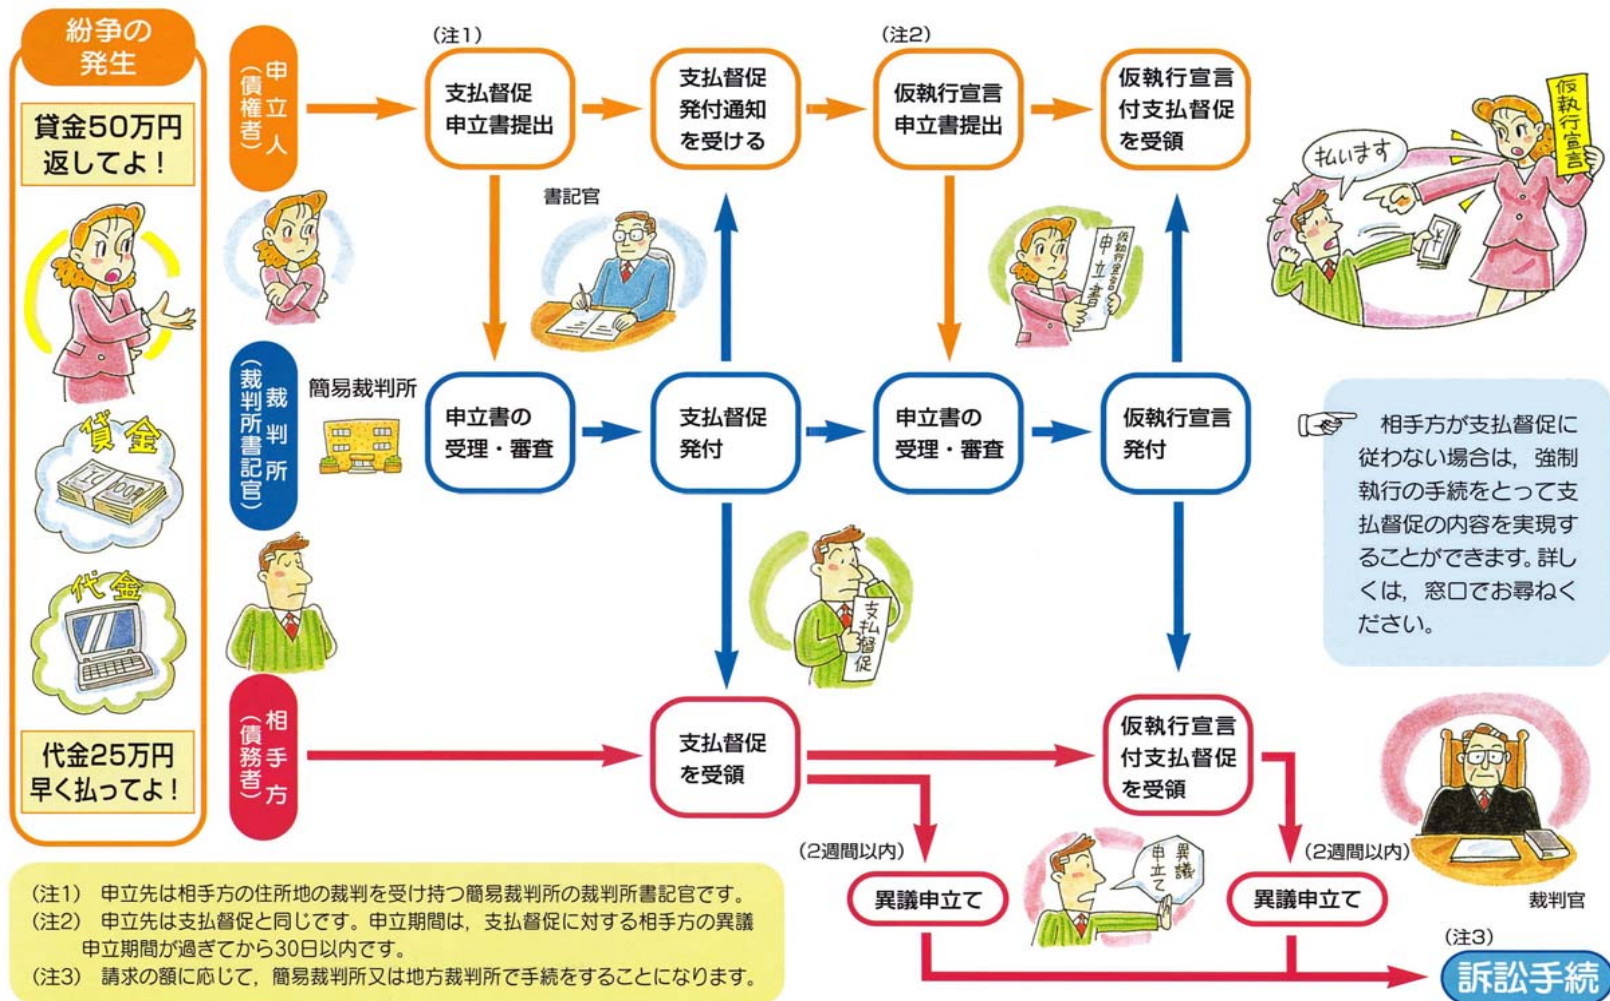 紛争の
発生
貸金50万円
返してよ！
貸金
代金
代金25万円
早く払ってよ！
申立人
（債権者）
（注1）
支払督促
申立書提出
支払督促
発付通知
を受ける
（注2）
仮執行宣言
申立書提出
仮執行宣言
付支払督促
を受領
仮執行宣言
払います
書記官
仮執行宣言
申立書
裁判所
（裁判所書記官）
簡易裁判所
申立書の
受理・審査
支払督促
発付
申立書の
受理・審査
仮執行宣言
発付
相手方が支払督促に
従わない場合は，強制
執行の手続をとって支
払督促の内容を実現す
ることができます。詳し
くは，窓口でお尋ねく
ださい。
支払督促
相手方
（債務者）
支払督促
を受領
仮執行宣言
付支払督促
を受領
（2週間以内）
異議申立て
異議
申立て
（2週間以内）
異議申立て
裁判官
（注3）
訴訟手続
（注1）　申立先は相手方の住所地の裁判を受け持つ簡易裁判所の裁判所書記官です。
（注2）　申立先は支払督促と同じです。申立期間は，支払督促に対する相手方の異議
申立期間が過ぎてから30日以内です。
（注3）　請求の額に応じて，簡易裁判所又は地方裁判所で手続をすることになります。